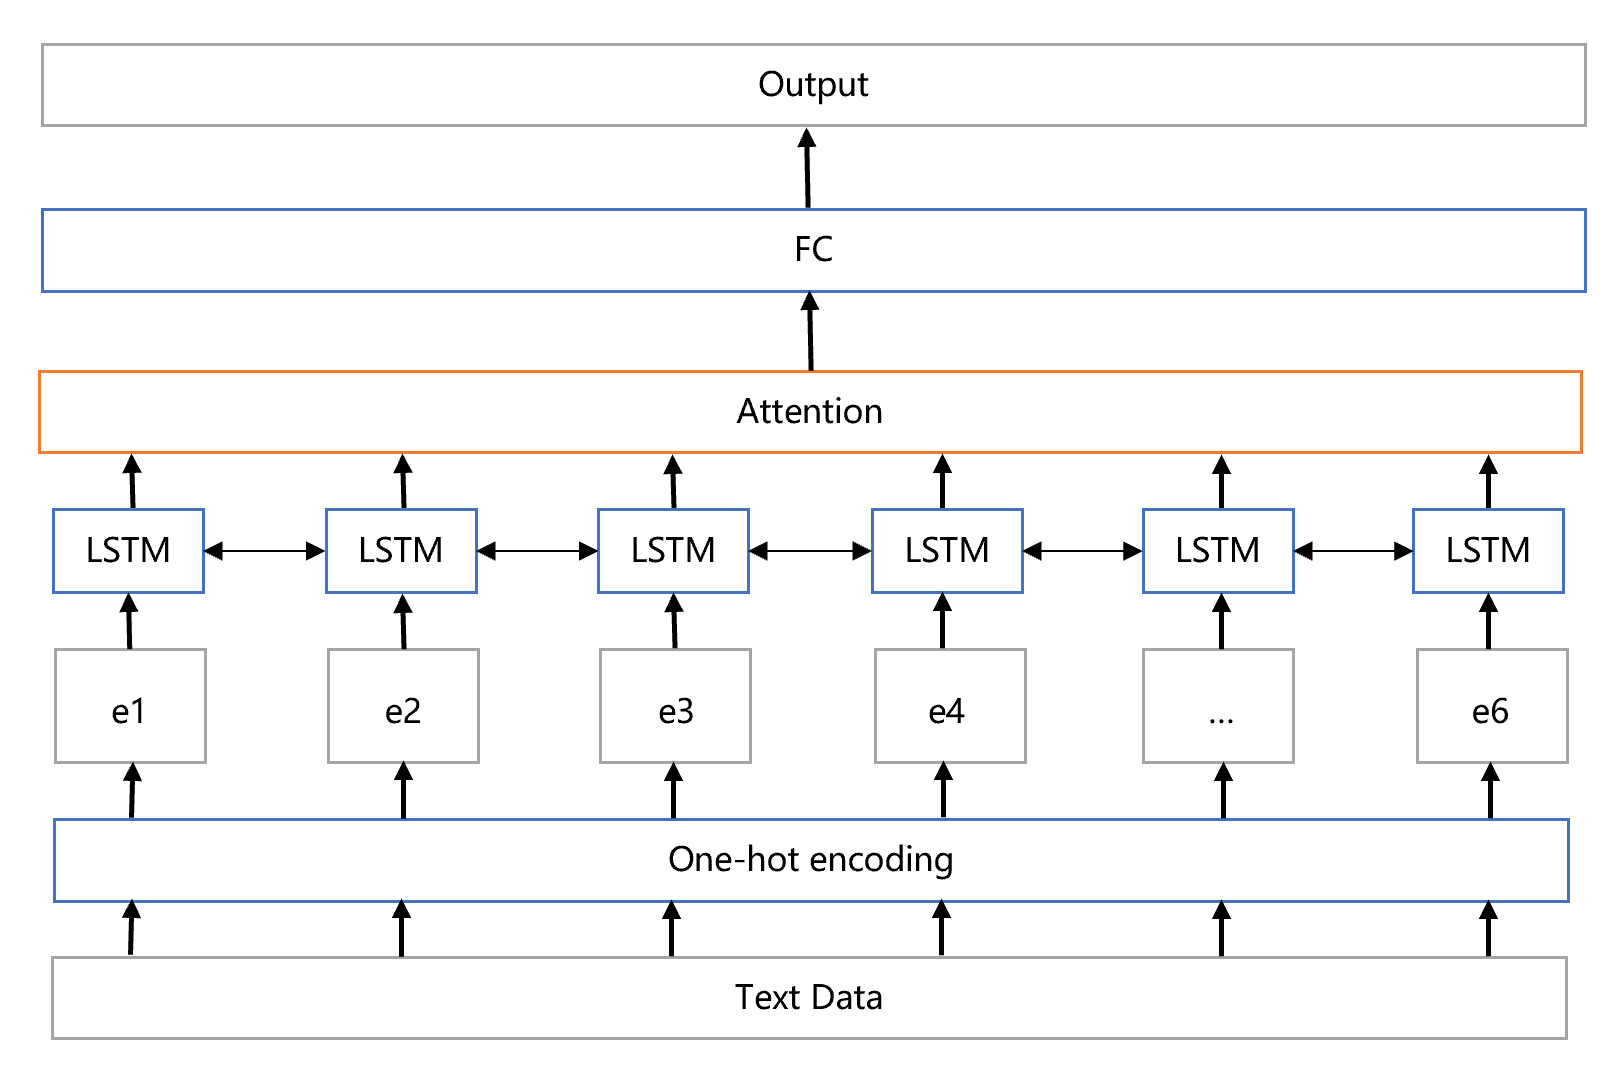 Output
FC
Attention
LSTM LSTM LSTM LSTM LSTM LSTM
e1 e2 e3 e4 ... e6
One-hot encoding
Text Data